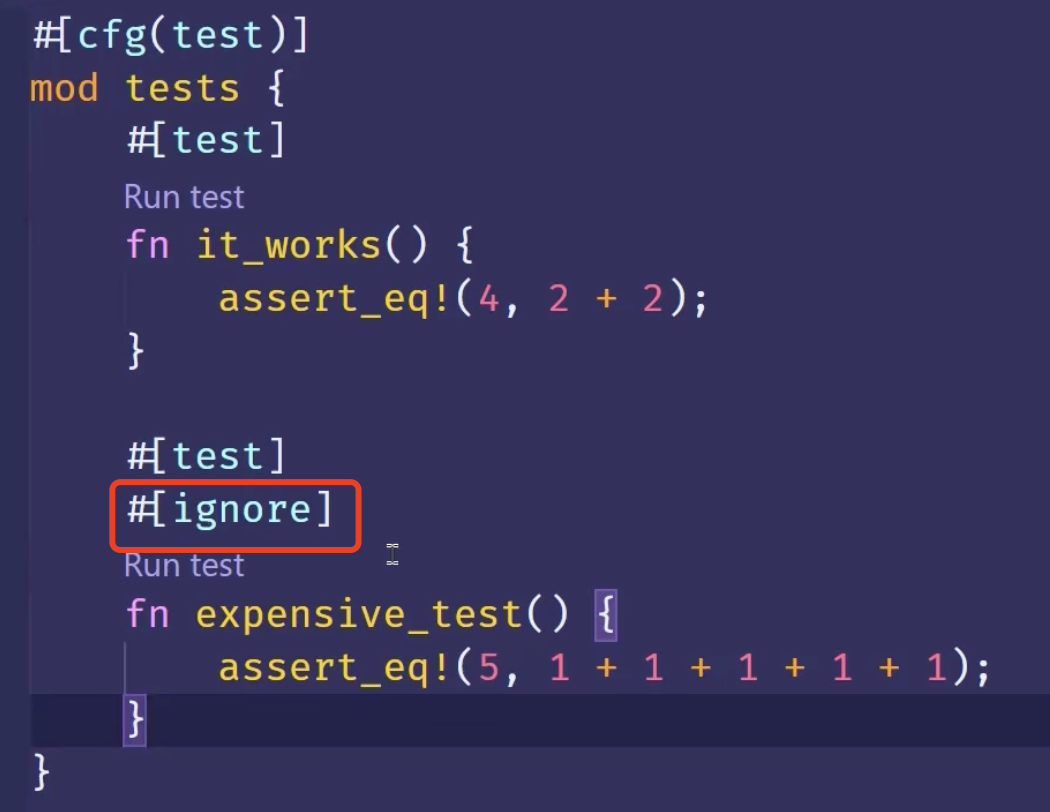 #[cfg(test)]
mod tests {
    #[test]
    Run test
    fn it_works() {
        assert_eq!(4, 2 + 2);
    }

    #[test]
    #[ignore]
    Run test
    fn expensive_test() {
        assert_eq!(5, 1 + 1 + 1 + 1 + 1);
    }
}